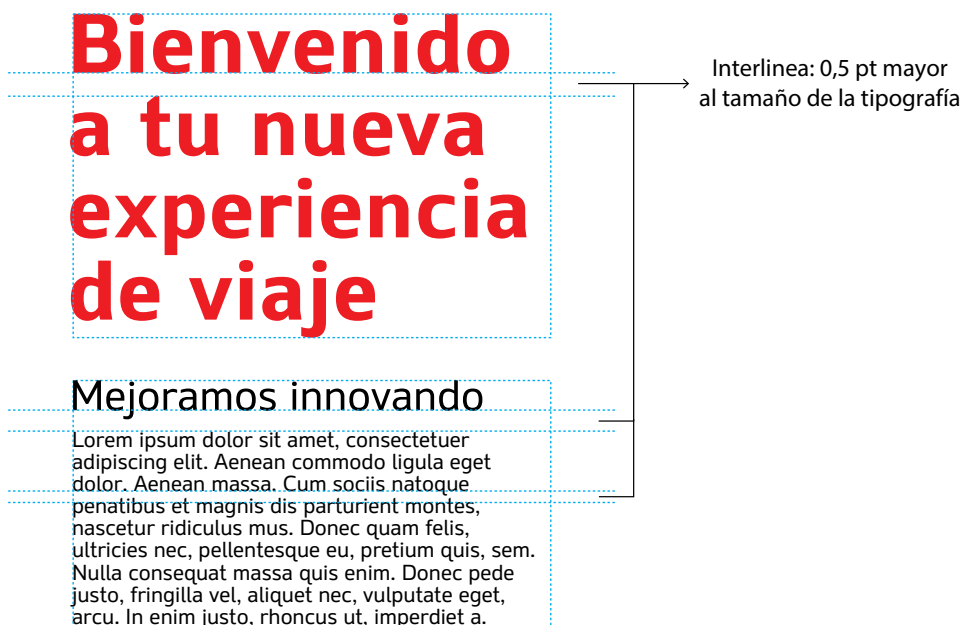 Bienvenido
a tu nueva
experiencia
de viaje
Interlinea: 0,5 pt mayor
al tamaño de la tipografía
Mejoramos innovando
Lorem ipsum dolor sit amet, consectetuer
adipiscing elit. Aenean commodo ligula eget
dolor. Aenean massa. Cum sociis natoque
penatibus et magnis dis parturient montes,
nascetur ridiculus mus. Donec quam felis,
ultricies nec, pellentesque eu, pretium quis, sem.
Nulla consequat massa quis enim. Donec pede
justo, fringilla vel, aliquet nec, vulputate eget,
arcu. In enim justo, rhoncus ut, imperdiet a.